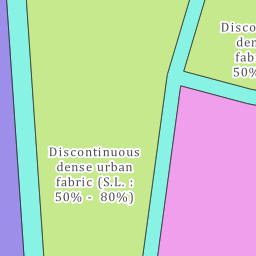 Disco
den
fab
50%
Discontinuous
dense urban
fabric (S.L. :
50% - 80%)